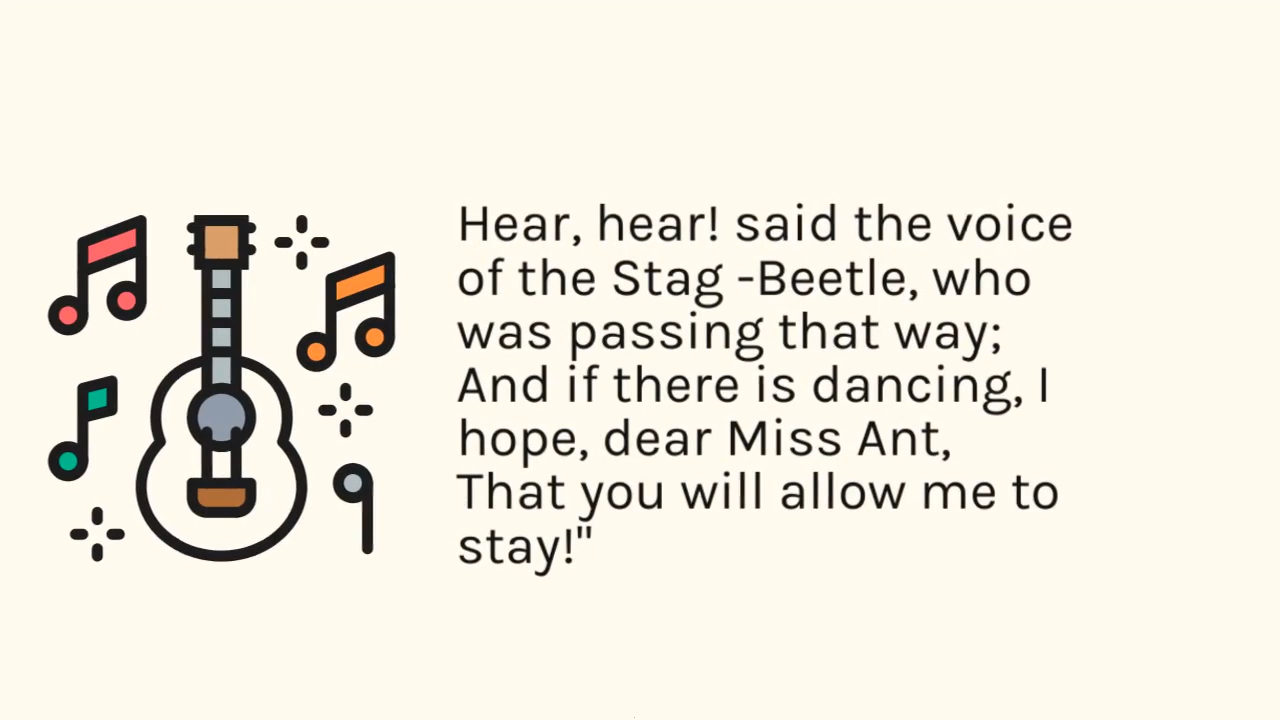 Hear, hear! said the voice
of the Stag -Beetle, who
was passing that way;
And if there is dancing, I
hope, dear Miss Ant,
That you will allow me to
stay!"